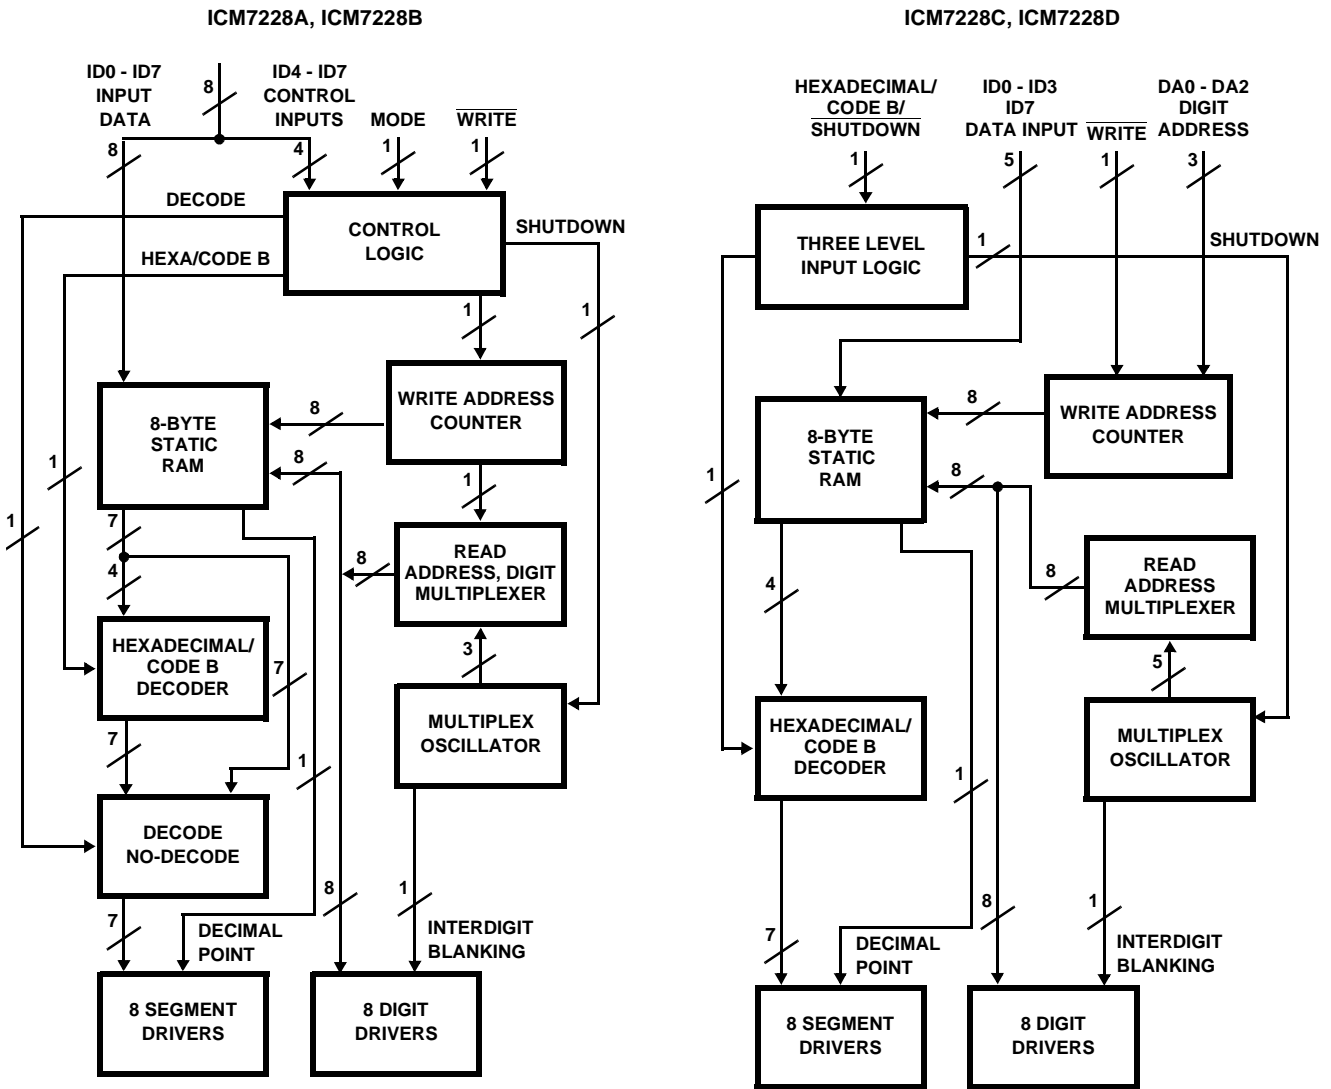 ICM7228A, ICM7228B
ID0 - ID7
INPUT
DATA
8
ID4 - ID7
CONTROL
INPUTS
MODE
WRITE
8
4
1
1
DECODE
HEXA/CODE B
CONTROL
LOGIC
SHUTDOWN
1
1
8-BYTE
STATIC
RAM
8
WRITE ADDRESS
COUNTER
8
1
1
1
7
4
8
READ
ADDRESS, DIGIT
MULTIPLEXER
HEXADECIMAL/
CODE B
DECODER
7
3
7
1
MULTIPLEX
OSCILLATOR
DECODE
NO-DECODE
7
8
1
DECIMAL
POINT
INTERDIGIT
BLANKING
8 SEGMENT
DRIVERS
8 DIGIT
DRIVERS
ICM7228C, ICM7228D
HEXADECIMAL/
CODE B/
SHUTDOWN
ID0 - ID3
ID7
DATA INPUT
WRITE
DA0 - DA2
DIGIT
ADDRESS
1
5
1
3
THREE LEVEL
INPUT LOGIC
1
SHUTDOWN
8-BYTE
STATIC
RAM
8
WRITE ADDRESS
COUNTER
1
8
4
8
READ
ADDRESS
MULTIPLEXER
5
HEXADECIMAL/
CODE B
DECODER
1
MULTIPLEX
OSCILLATOR
7
8
1
DECIMAL
POINT
INTERDIGIT
BLANKING
8 SEGMENT
DRIVERS
8 DIGIT
DRIVERS